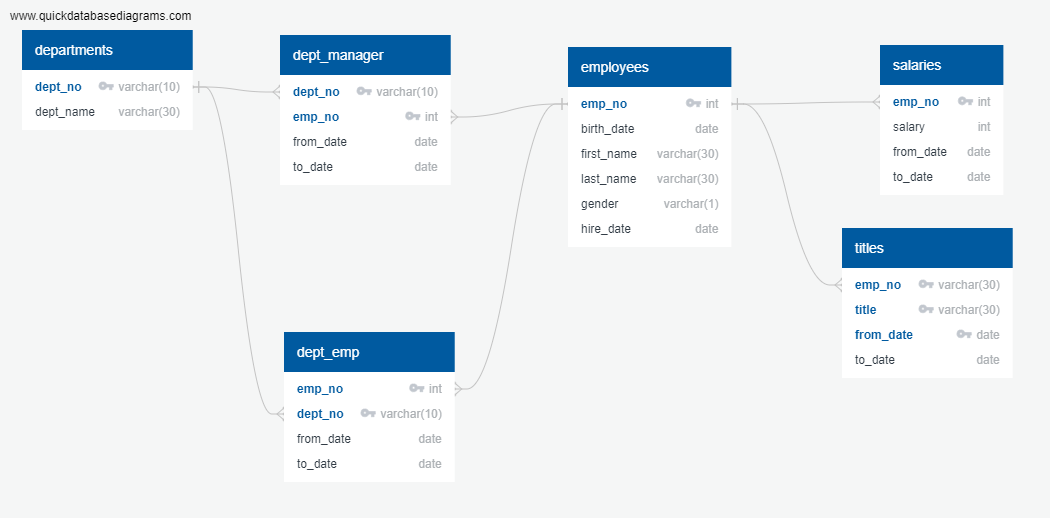 www.quickdatabasediagrams.com
departments
dept_no varchar(10)
dept_name varchar(30)
dept_manager
dept_no varchar(10)
emp_no int
from_date date
to_date date
employees
emp_no int
birth_date date
first_name varchar(30)
last_name varchar(30)
gender varchar(1)
hire_date date
salaries
emp_no int
salary int
from_date date
to_date date
titles
emp_no varchar(30)
title varchar(30)
from_date date
to_date date
dept_emp
emp_no int
dept_no varchar(10)
from_date date
to_date date